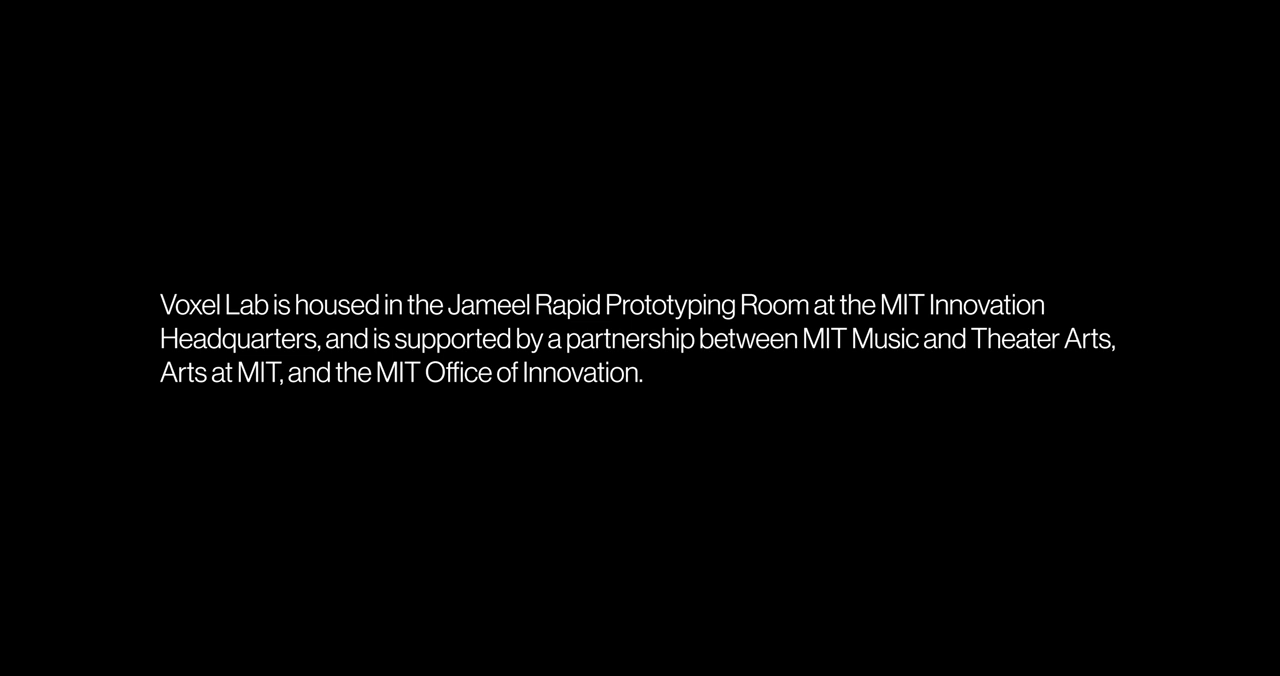 Voxel Lab is housed in the Jameel Rapid Prototyping Room at the MIT Innovation
Headquarters, and is supported by a partnership between MIT Music and Theater Arts,
Arts at MIT, and the MIT Office of Innovation.